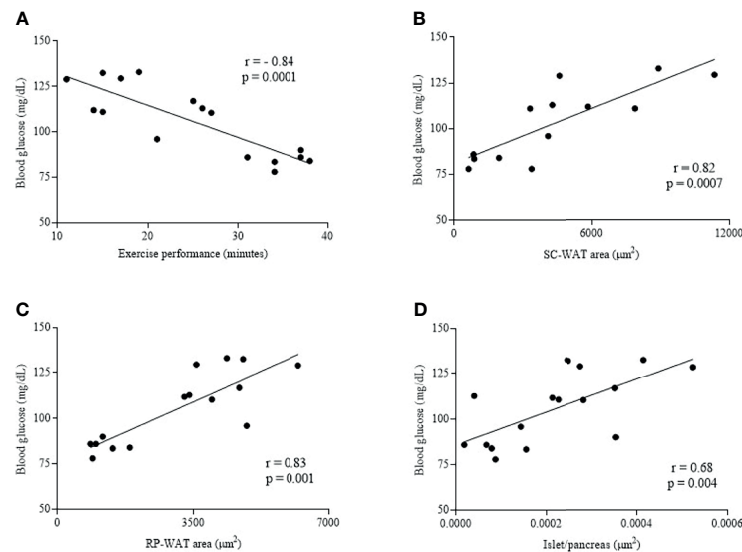 A
150
125
100
75
50
Blood glucose (mg/dL)
r = - 0.84
p = 0.0001
10 20 30 40
Exercise performance (minutes)
B
150
125
100
75
50
Blood glucose (mg/dL)
r = 0.82
p = 0.0007
0 6000 12000
SC-WAT area (μm²)
C
150
125
100
75
50
Blood glucose (mg/dL)
r = 0.83
p = 0.001
0 3500 7000
RP-WAT area (μm²)
D
150
125
100
75
50
Blood glucose (mg/dL)
r = 0.68
p = 0.004
0.0000 0.0002 0.0004 0.0006
Islet/pancreas (μm²)